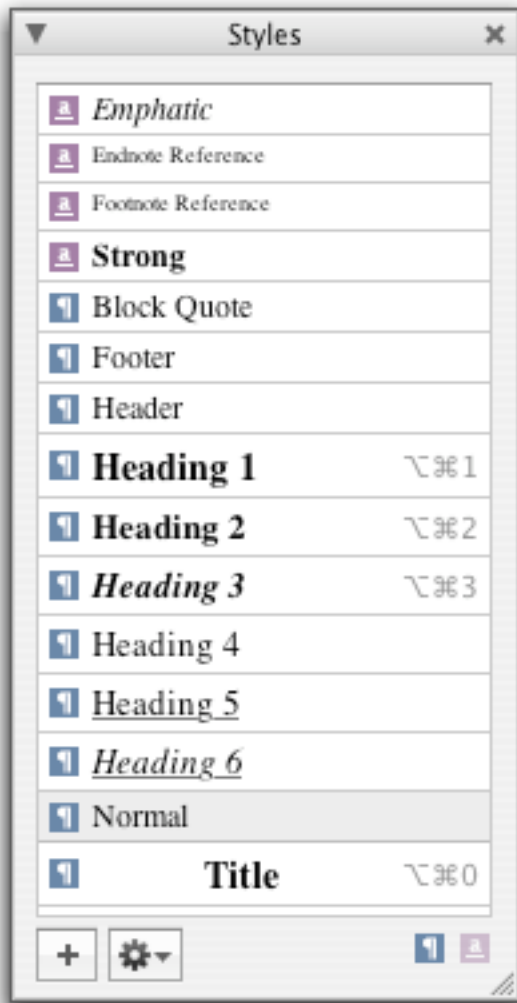 Styles
a Emphatic
a Endnote Reference
a Footnote Reference
a Strong
¶ Block Quote
¶ Footer
¶ Header
¶ Heading 1 ⌥⌘1
¶ Heading 2 ⌥⌘2
¶ Heading 3 ⌥⌘3
¶ Heading 4
¶ Heading 5
¶ Heading 6
¶ Normal
¶ Title ⌥⌘0
¶ a